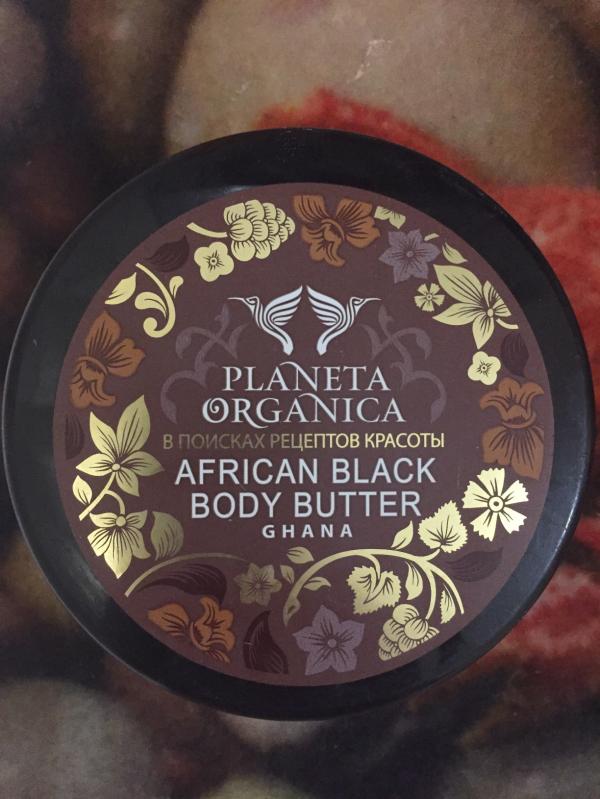 PLANETA
ORGANICA
В ПОИСКАХ РЕЦЕПТОВ КРАСОТЫ
AFRICAN BLACK
BODY BUTTER
GHANA